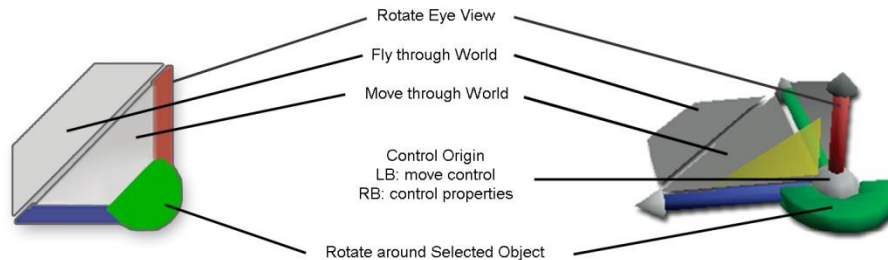 Rotate Eye View
Fly through World
Move through World
Control Origin
LB: move control
RB: control properties
Rotate around Selected Object